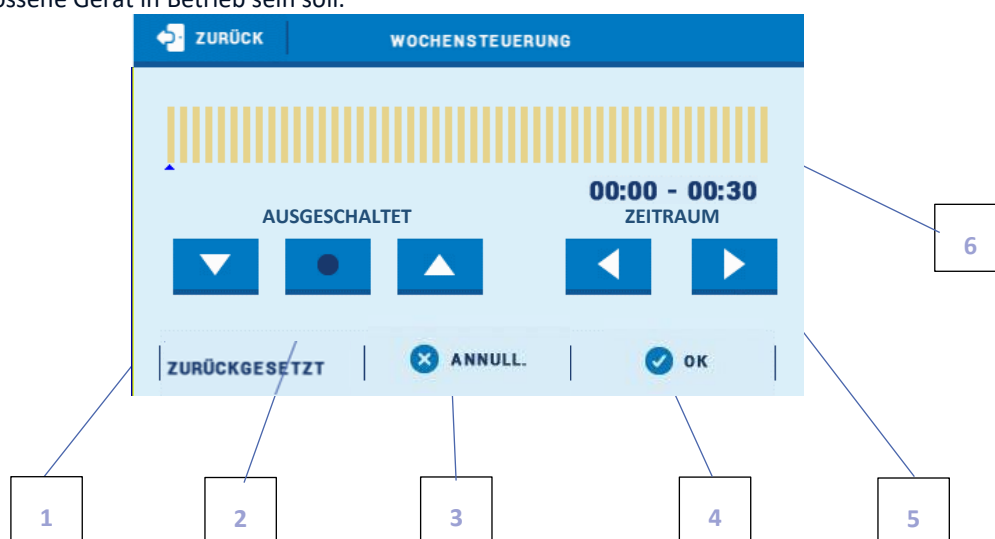 ossene Gerät in Betrieb sein soll.
ZURÜCK WOCHENSTEUERUNG
00:00 - 00:30
AUSGESCHALTET ZEITRAUM
ZURÜCKGESETZT ANNULL. OK
6
1 2 3 4 5